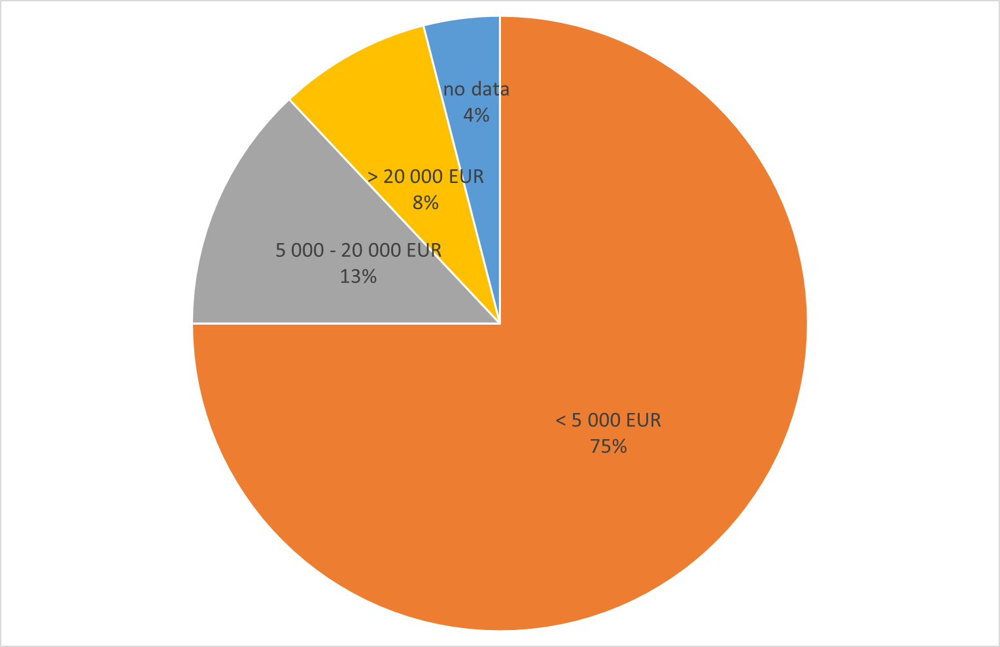 no data
4%
> 20 000 EUR
8%
5 000 - 20 000 EUR
13%
< 5 000 EUR
75%